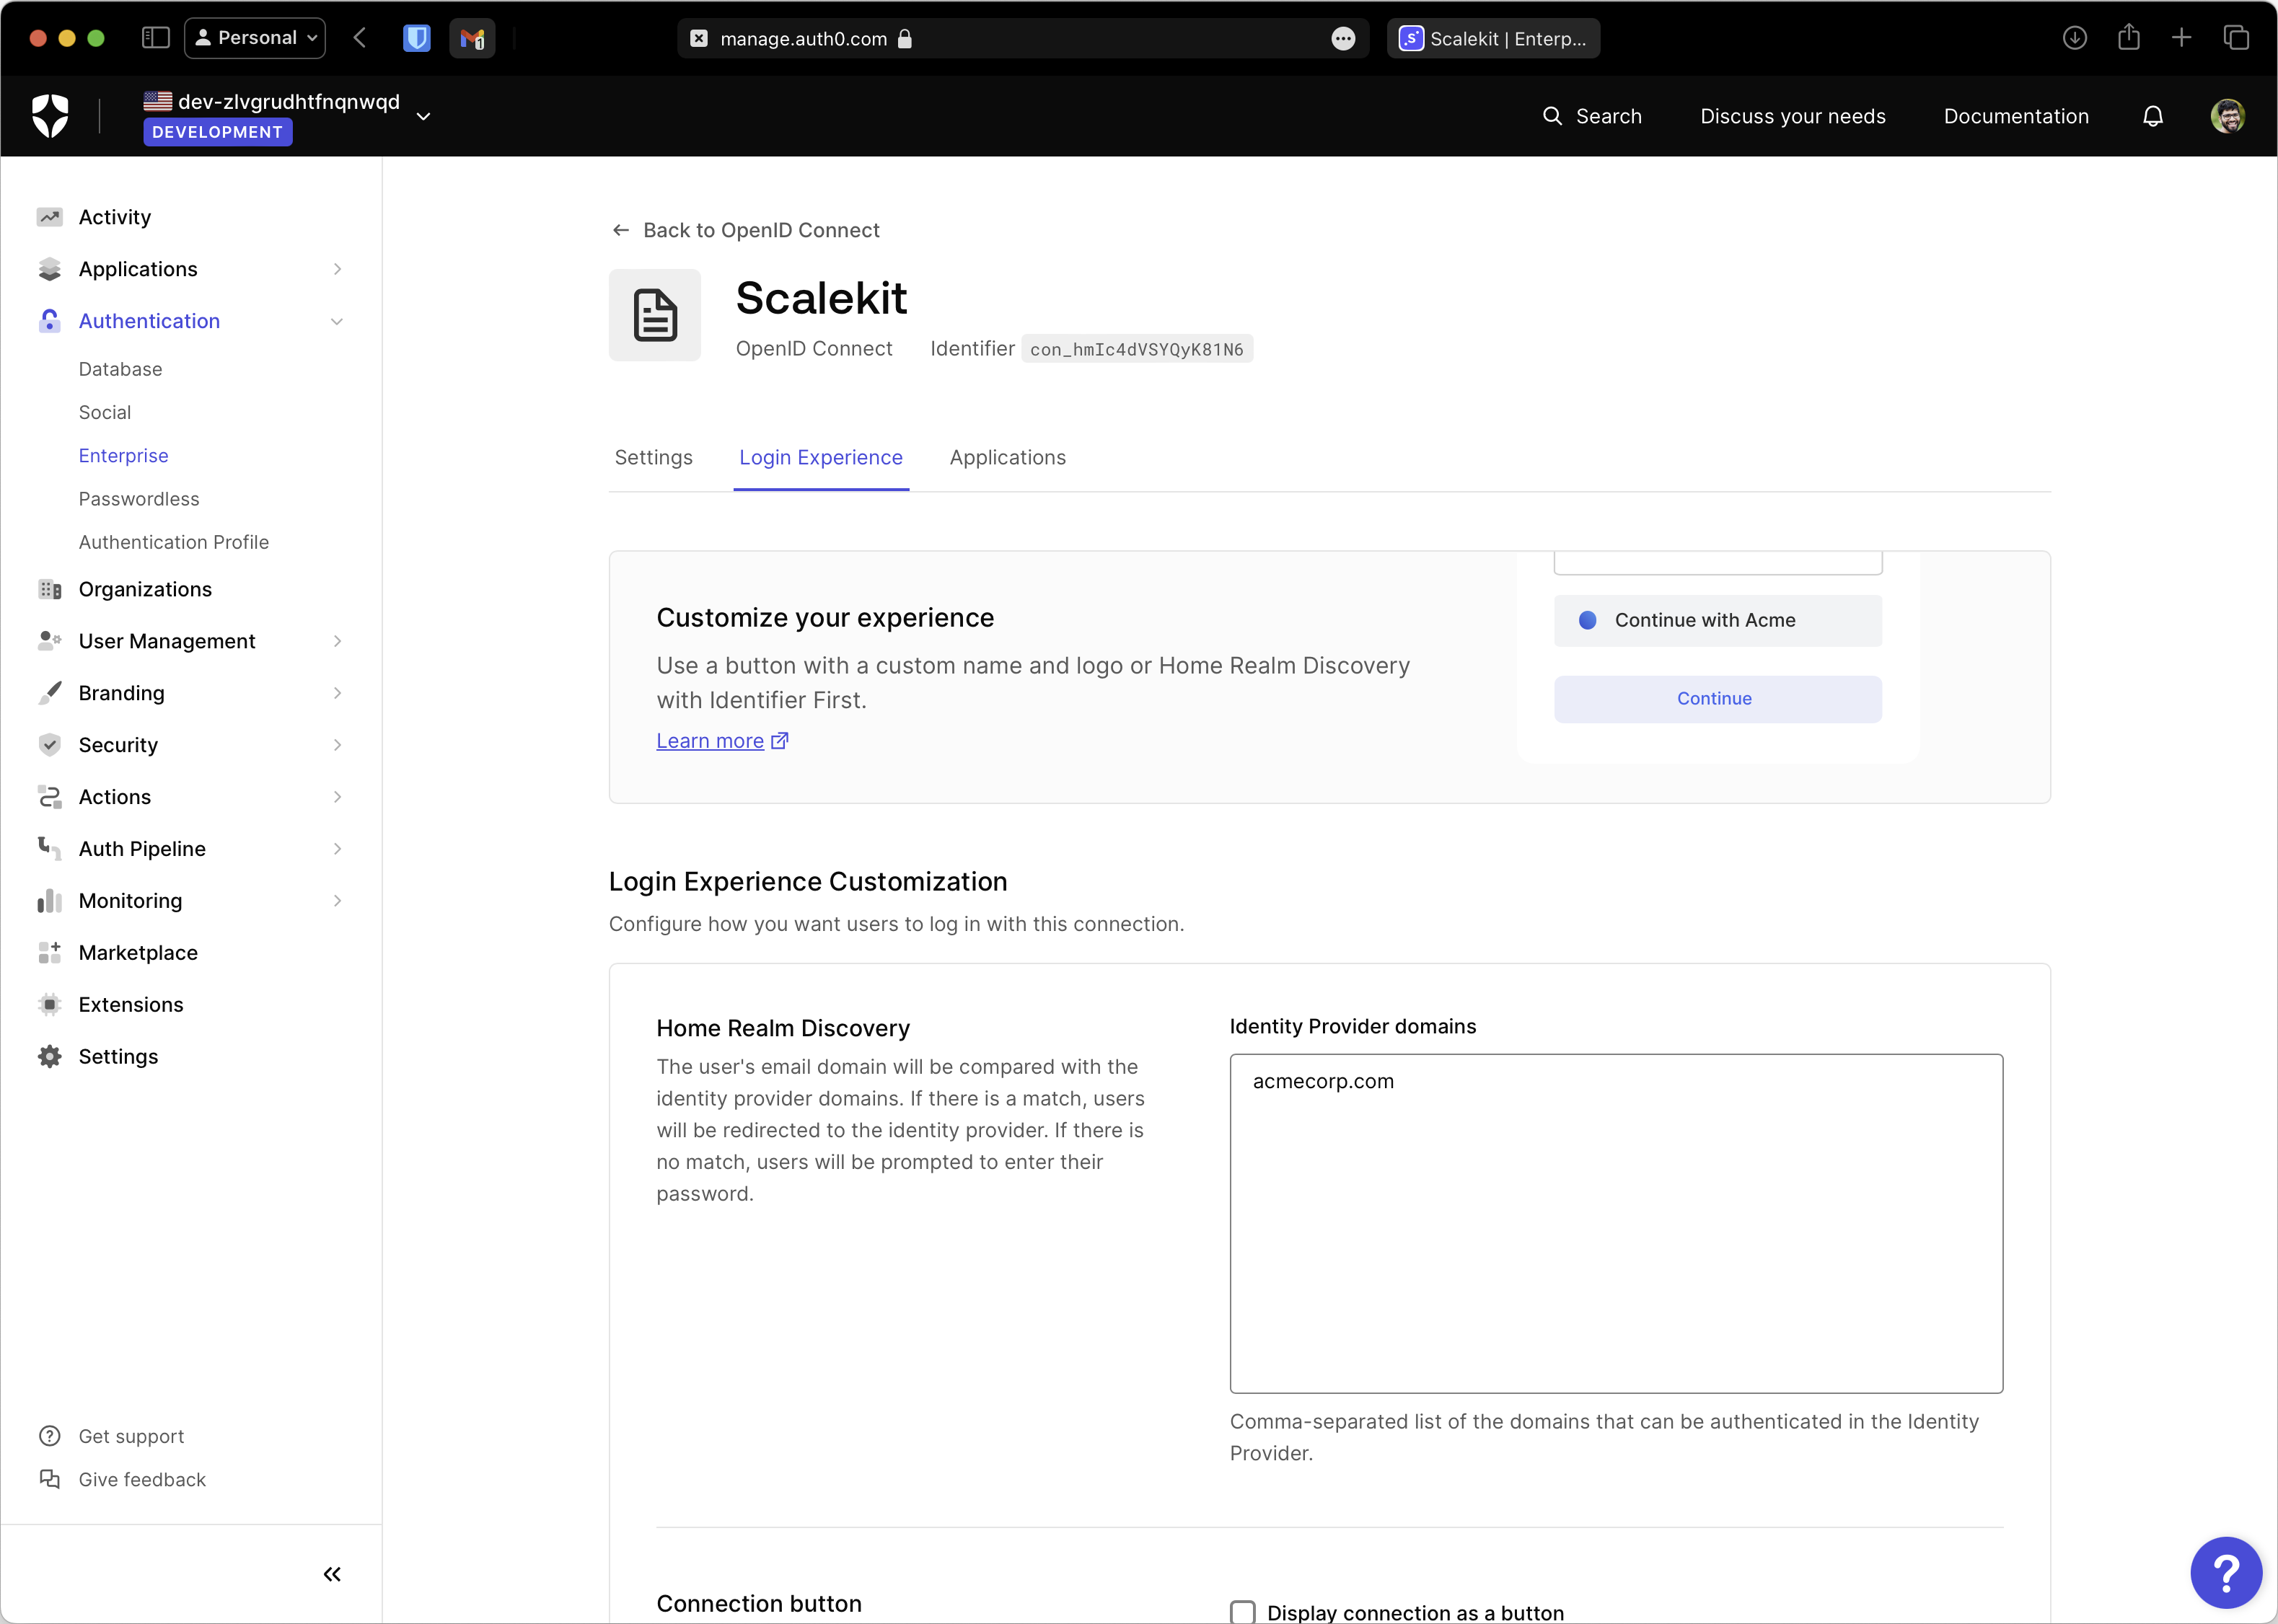 Personal
1
manage.auth0.com
Scalekit | Enterp...
dev-zlvgrudhtfnqnwqd
DEVELOPMENT
Search
Discuss your needs
Documentation
Activity
Applications
Authentication
Database
Social
Enterprise
Passwordless
Authentication Profile
Organizations
User Management
Branding
Security
Actions
Auth Pipeline
Monitoring
Marketplace
Extensions
Settings
Get support
Give feedback
Back to OpenID Connect
Scalekit
OpenID Connect
Identifier con_hmIc4dVSYQyK81N6
Settings
Login Experience
Applications
Customize your experience
Use a button with a custom name and logo or Home Realm Discovery
with Identifier First.
Learn more
Continue with Acme
Continue
Login Experience Customization
Configure how you want users to log in with this connection.
Home Realm Discovery
The user's email domain will be compared with the
identity provider domains. If there is a match, users
will be redirected to the identity provider. If there is
no match, users will be prompted to enter their
password.
Identity Provider domains
acmecorp.com
Comma-separated list of the domains that can be authenticated in the Identity
Provider.
Connection button
Display connection as a button